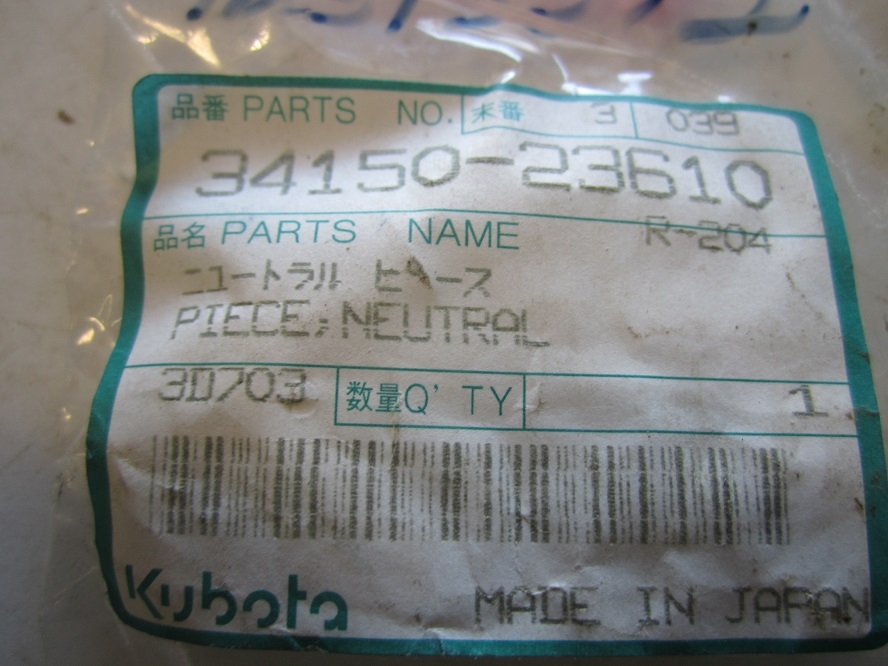 品番 PARTS NO. 末番 3 039
34150-23610
品名 PARTS NAME R-204
ニュートラル ピース
PIECE,NEUTRAL
3D703 数量Q'TY 1
Kubota MADE IN JAPAN